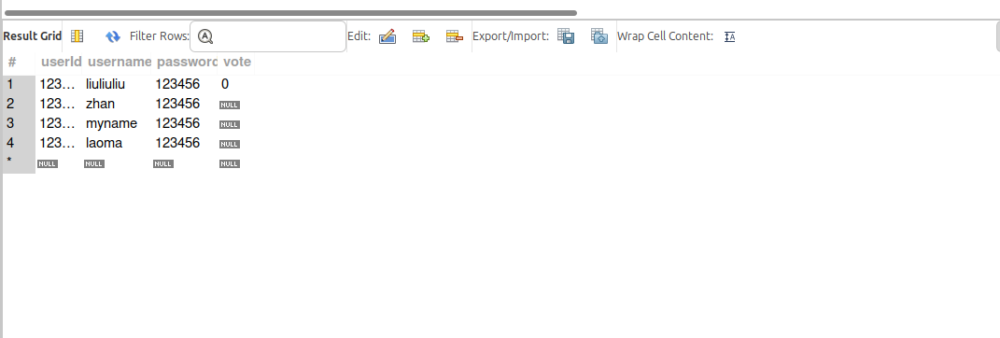 Result Grid Filter Rows: Edit: Export/Import: Wrap Cell Content:
# userId username password vote
1 123... liuliuliu 123456 0
2 123... zhan 123456 NULL
3 123... myname 123456 NULL
4 123... laoma 123456 NULL
* NULL NULL NULL NULL